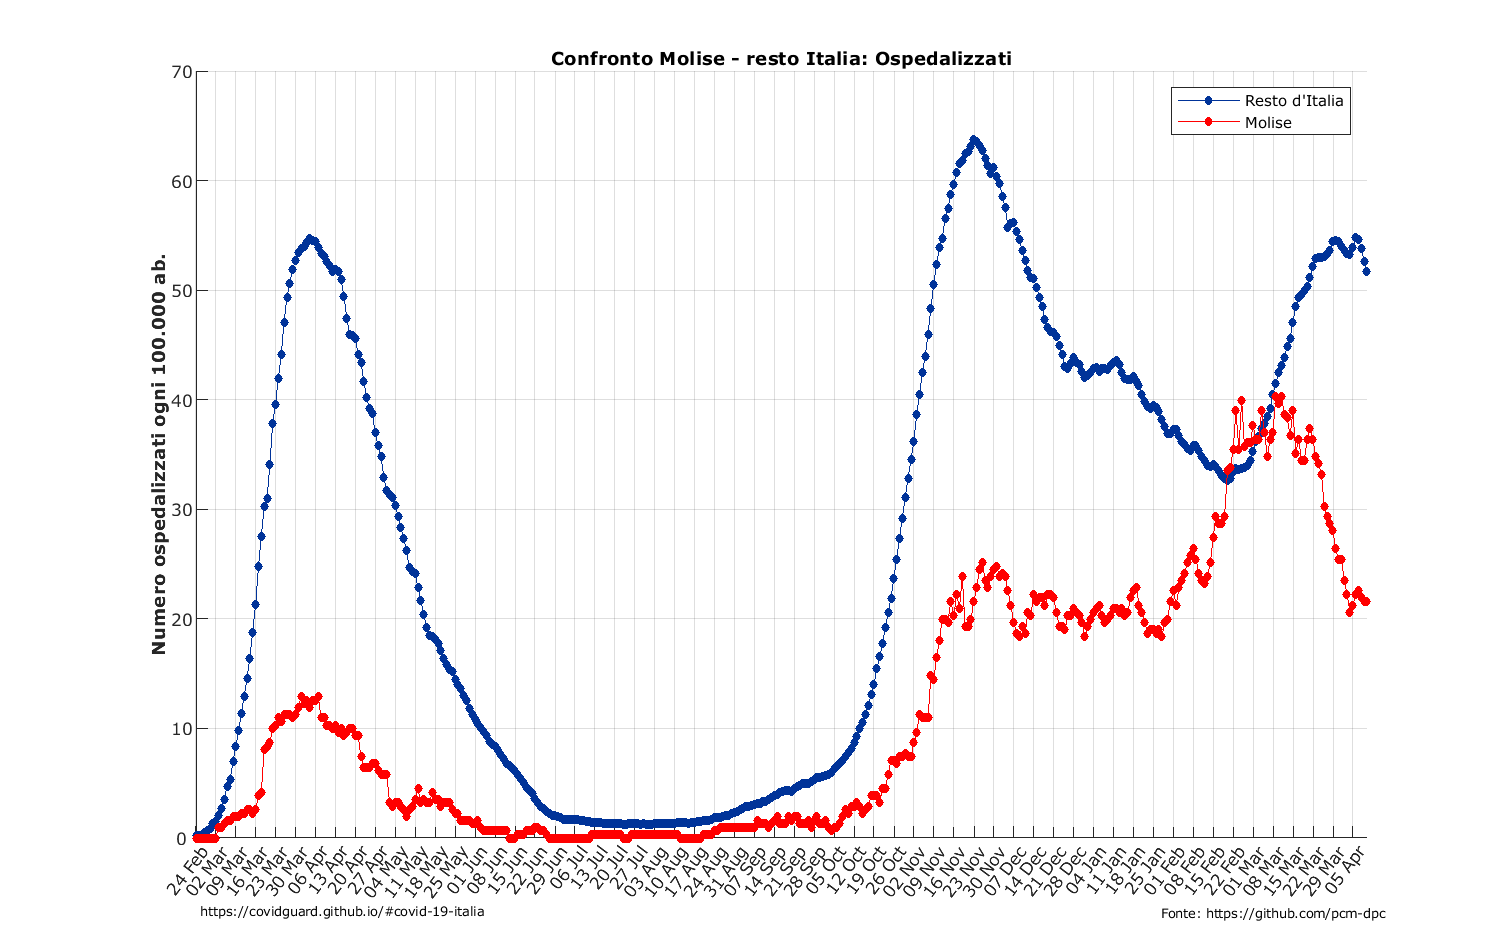 Confronto Molise - resto Italia: Ospedalizzati
70
60
50
40
30
20
10
0
Numero ospedalizzati ogni 100.000 ab.
Resto d'Italia
Molise
24 Feb
02 Mar
09 Mar
16 Mar
23 Mar
30 Mar
06 Apr
13 Apr
20 Apr
27 Apr
04 May
11 May
18 May
25 May
01 Jun
08 Jun
15 Jun
22 Jun
29 Jun
06 Jul
13 Jul
20 Jul
27 Jul
03 Aug
10 Aug
17 Aug
24 Aug
31 Aug
07 Sep
14 Sep
21 Sep
28 Sep
05 Oct
12 Oct
19 Oct
26 Oct
02 Nov
09 Nov
16 Nov
23 Nov
30 Nov
07 Dec
14 Dec
21 Dec
28 Dec
04 Jan
11 Jan
18 Jan
25 Jan
01 Feb
08 Feb
15 Feb
22 Feb
01 Mar
08 Mar
15 Mar
22 Mar
29 Mar
05 Apr
https://covidguard.github.io/#covid-19-italia
Fonte: https://github.com/pcm-dpc